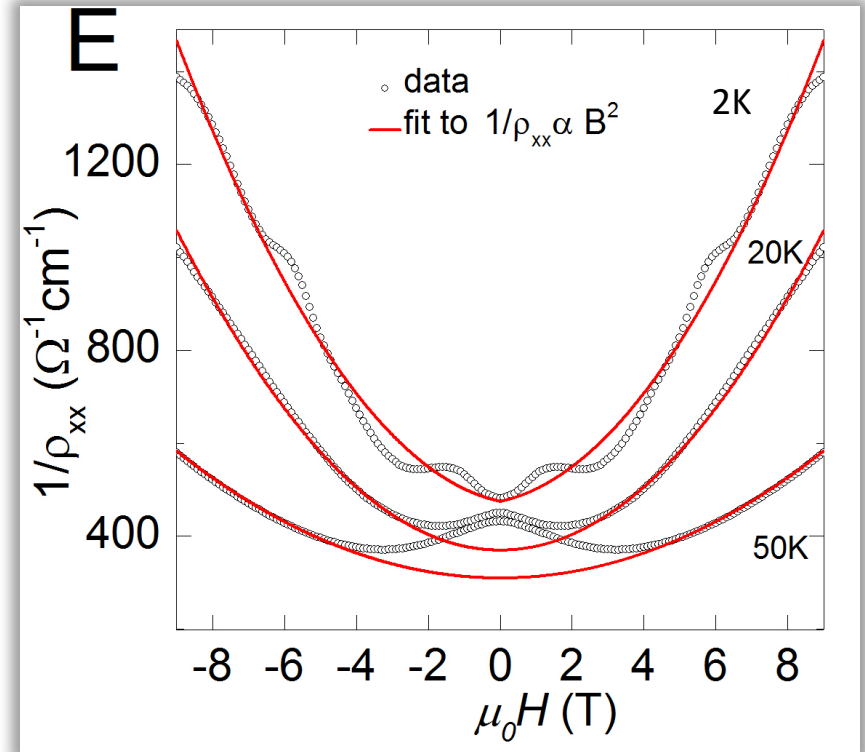 E
data
fit to 1/ρxx α B²
2K
20K
50K
1200
800
400
1/ρxx (Ω⁻¹cm⁻¹)
-8 -6 -4 -2 0 2 4 6 8
μ₀H (T)